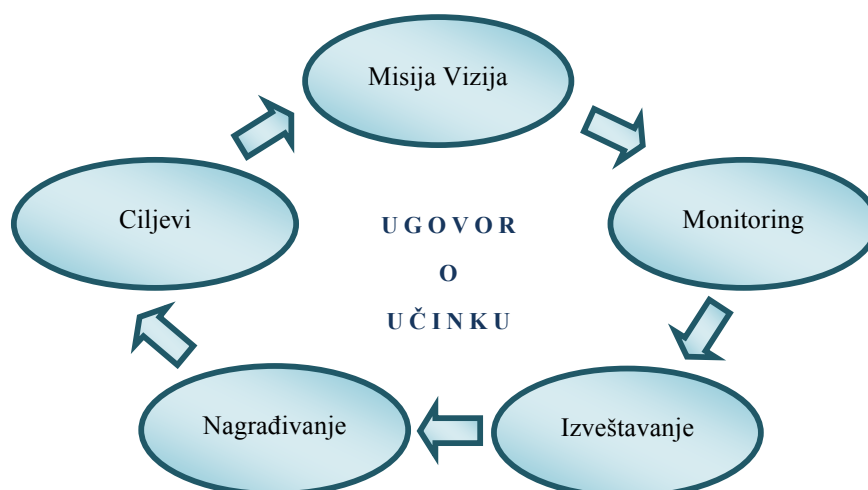 Misija Vizija
Ciljevi
Monitoring
UGOVOR
O
UČINKU
Nagrađivanje
Izveštavanje